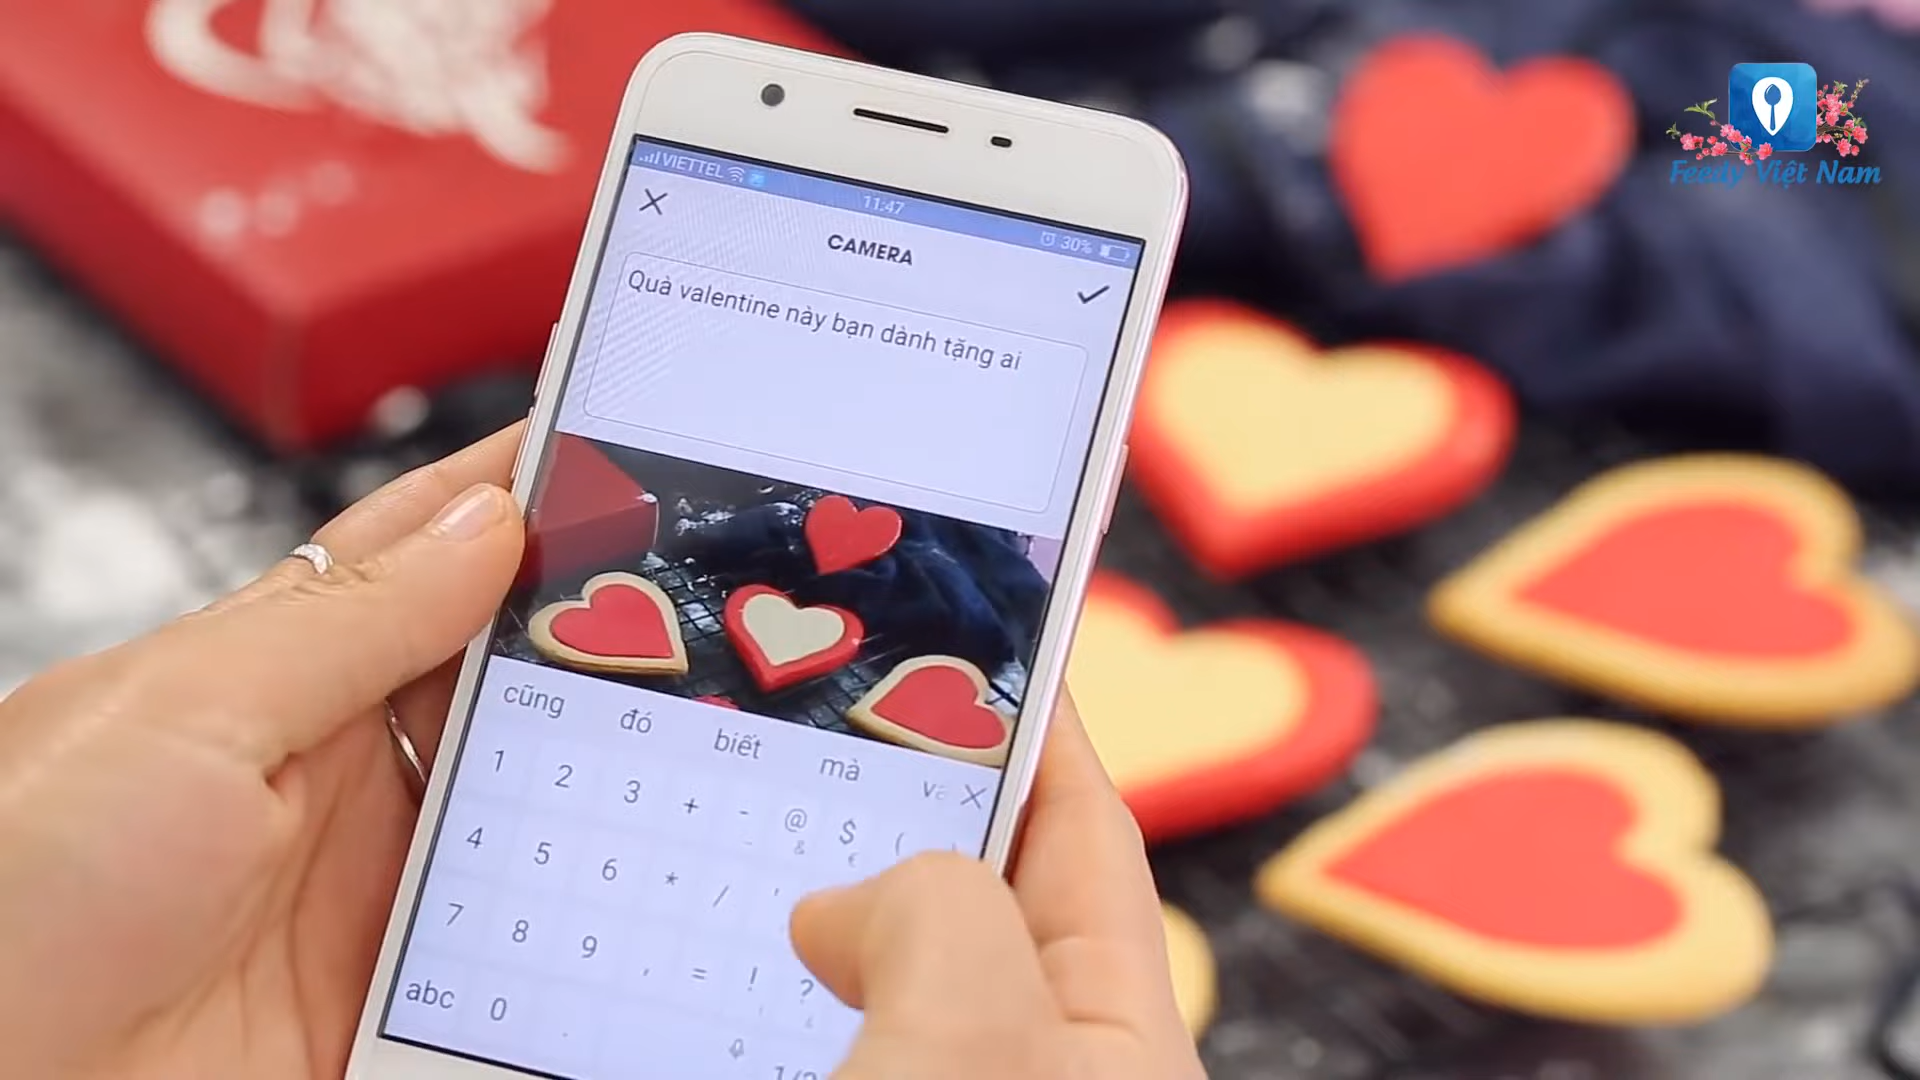 Feedy Việt Nam
VIETTEL
11:47
30%
CAMERA
Quà valentine này bạn dành tặng ai
cũng đó biết mà
1 2 3 + - @ $ (
& €
4 5 6 * / '
7 8 9 , = ! ?
abc 0 .